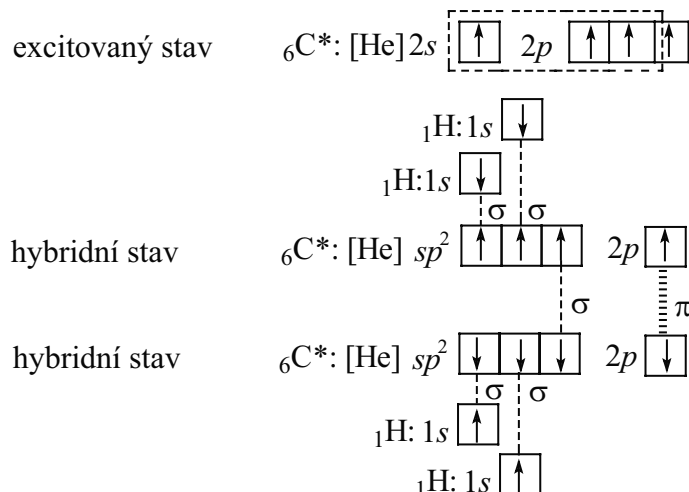 excitovaný stav ₆C*: [He] 2s 2p
₁H: 1s
₁H: 1s
σ σ
hybridní stav ₆C*: [He] sp² 2p
σ π
hybridní stav ₆C*: [He] sp² 2p
σ σ
₁H: 1s
₁H: 1s